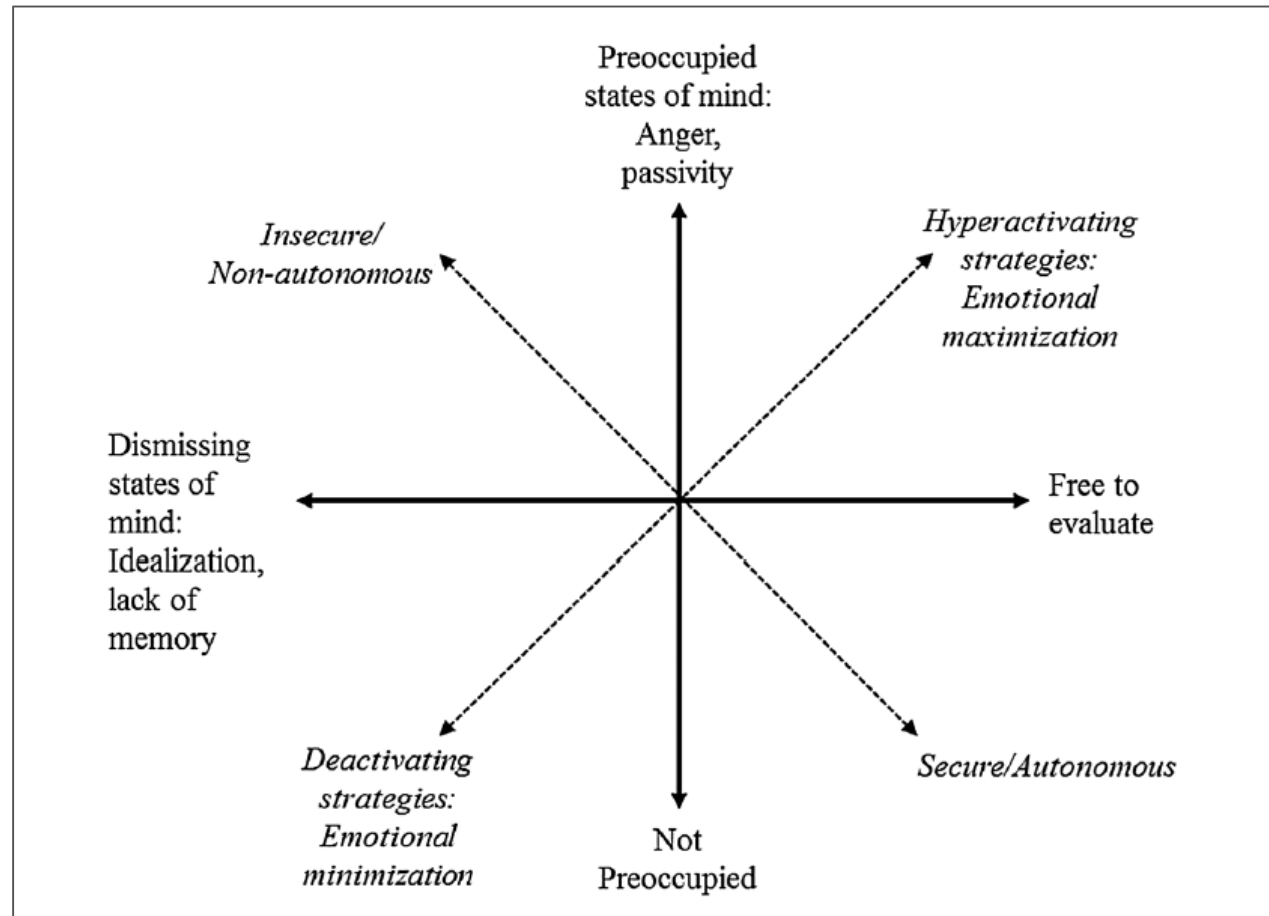 Preoccupied
states of mind:
Anger,
passivity
Insecure/
Non-autonomous
Hyperactivating
strategies:
Emotional
maximization
Dismissing
states of
mind:
Idealization,
lack of
memory
Free to
evaluate
Deactivating
strategies:
Emotional
minimization
Secure/Autonomous
Not
Preoccupied